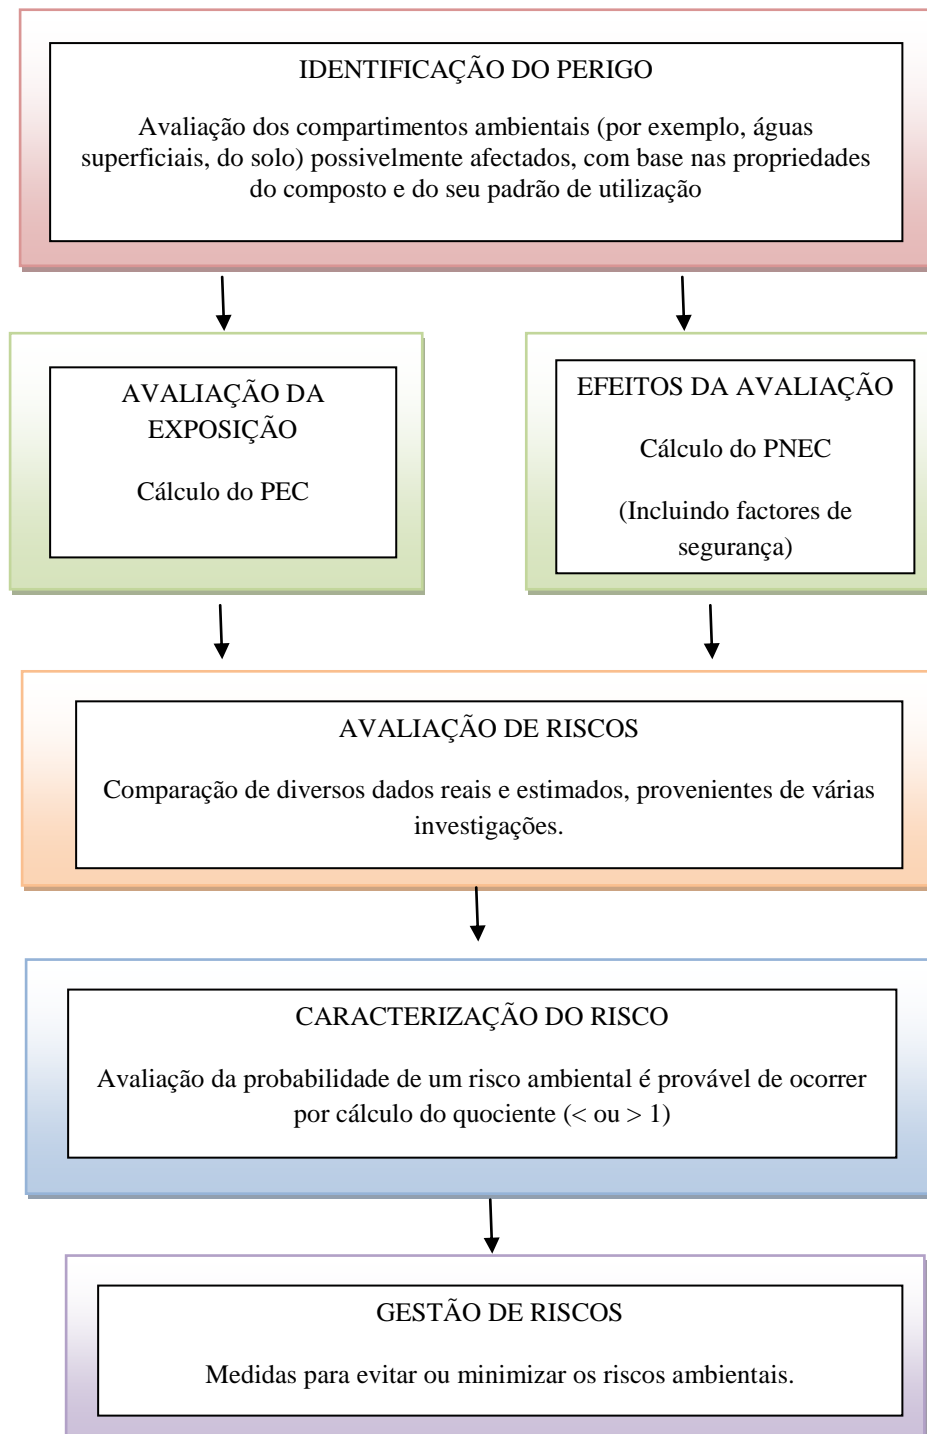 IDENTIFICAÇÃO DO PERIGO
Avaliação dos compartimentos ambientais (por exemplo, águas
superficiais, do solo) possivelmente afectados, com base nas propriedades
do composto e do seu padrão de utilização
AVALIAÇÃO DA
EXPOSIÇÃO
Cálculo do PEC
EFEITOS DA AVALIAÇÃO
Cálculo do PNEC
(Incluindo factores de
segurança)
AVALIAÇÃO DE RISCOS
Comparação de diversos dados reais e estimados, provenientes de várias
investigações.
CARACTERIZAÇÃO DO RISCO
Avaliação da probabilidade de um risco ambiental é provável de ocorrer
por cálculo do quociente (< ou > 1)
GESTÃO DE RISCOS
Medidas para evitar ou minimizar os riscos ambientais.